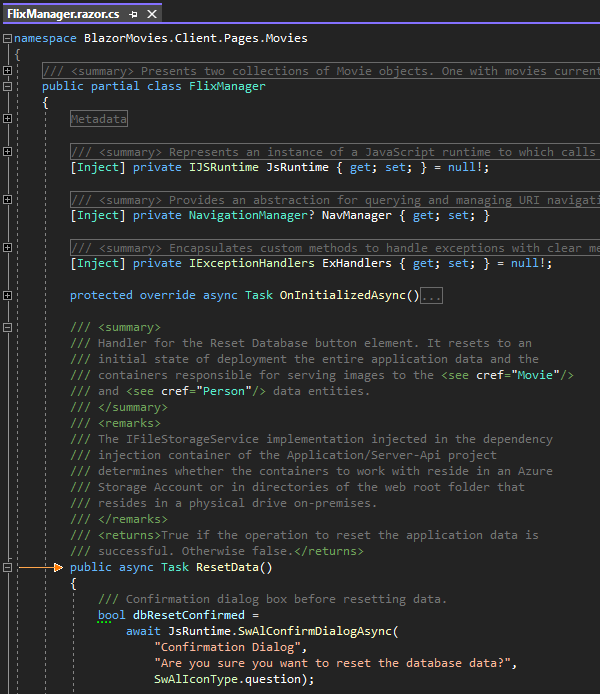 FlixManager.razor.cs
namespace BlazorMovies.Client.Pages.Movies
{
/// <summary> Presents two collections of Movie objects. One with movies current
public partial class FlixManager
{
Metadata
/// <summary> Represents an instance of a JavaScript runtime to which calls
[Inject] private IJSRuntime JsRuntime { get; set; } = null!;
/// <summary> Provides an abstraction for querying and managing URI navigati
[Inject] private NavigationManager? NavManager { get; set; }
/// <summary> Encapsulates custom methods to handle exceptions with clear me
[Inject] private IExceptionHandlers ExHandlers { get; set; } = null!;
protected override async Task OnInitializedAsync()...
/// <summary>
/// Handler for the Reset Database button element. It resets to an
/// initial state of deployment the entire application data and the
/// containers responsible for serving images to the <see cref="Movie"/>
/// and <see cref="Person"/> data entities.
/// </summary>
/// <remarks>
/// The IFileStorageService implementation injected in the dependency
/// injection container of the Application/Server-Api project
/// determines whether the containers to work with reside in an Azure
/// Storage Account or in directories of the web root folder that
/// resides in a physical drive on-premises.
/// </remarks>
/// <returns>True if the operation to reset the application data is
/// successful. Otherwise false.</returns>
public async Task ResetData()
{
/// Confirmation dialog box before resetting data.
bool dbResetConfirmed =
await JsRuntime.SwAlConfirmDialogAsync(
"Confirmation Dialog",
"Are you sure you want to reset the database data?",
SwAlIconType.question);